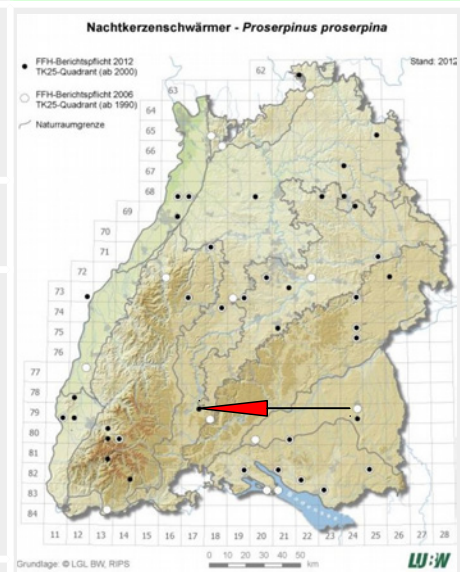 Nachtkerzenschwärmer - Proserpinus proserpina
FFH-Berichtspflicht 2012
TK25-Quadrant (ab 2000)
Stand: 2012
FFH-Berichtspflicht 2006
TK25-Quadrant (ab 1990)
Naturraumgrenze
62
63
64
65
66
67
68
69
70
71
72
73
74
75
76
77
78
79
80
81
82
83
84
11 12 13 14 15 16 17 18 19 20 21 22 23 24 25 26 27 28
Grundlage: © LGL BW, RIPS
0 10 20 30 40 50
km
LUBW